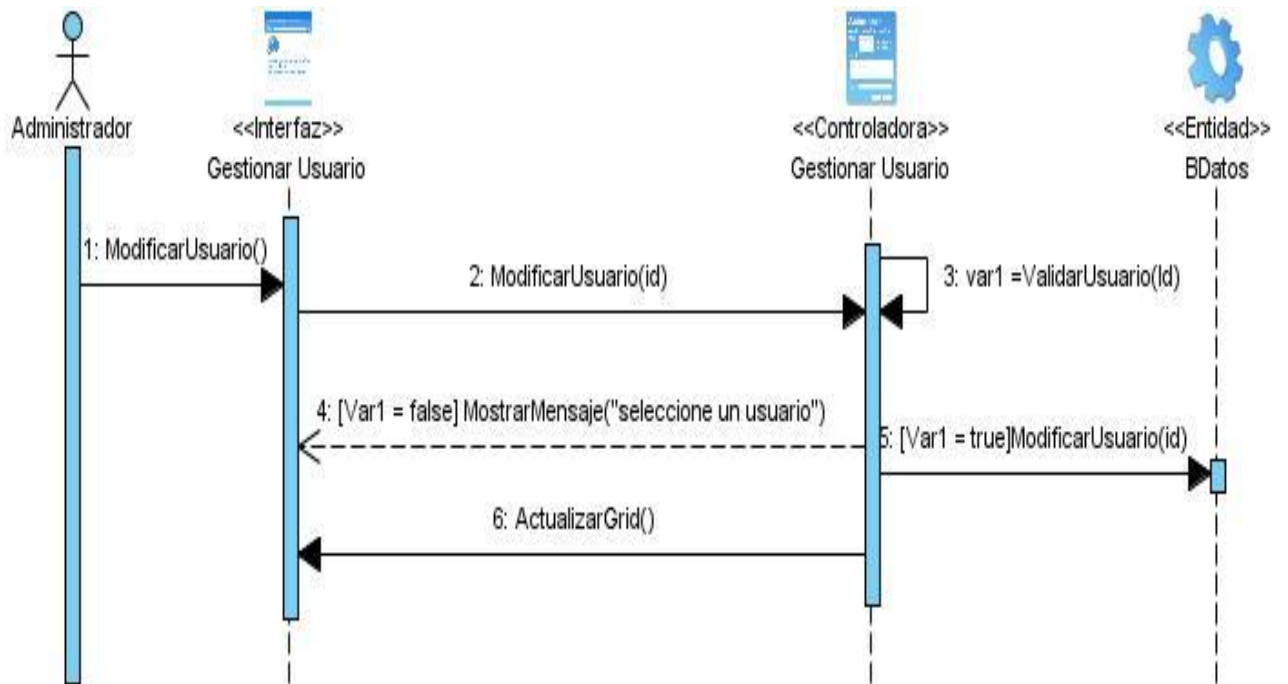 Administrador
<<Interfaz>>
Gestionar Usuario
<<Controladora>>
Gestionar Usuario
<<Entidad>>
BDatos
1: ModificarUsuario()
2: ModificarUsuario(id)
3: var1 =ValidarUsuario(Id)
4: [Var1 = false] MostrarMensaje("seleccione un usuario")
5: [Var1 = true]ModificarUsuario(id)
6: ActualizarGrid()